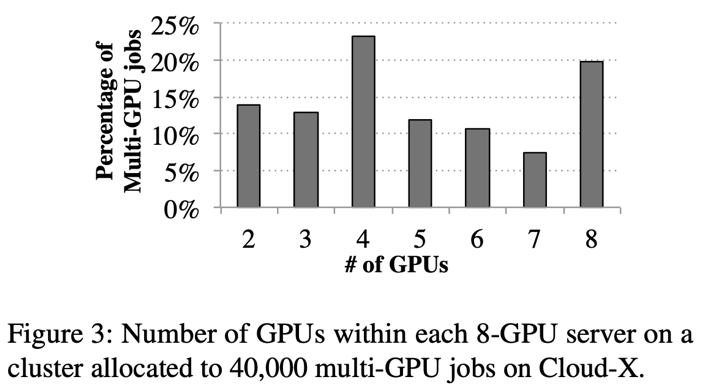 Percentage of
Multi-GPU jobs
25%
20%
15%
10%
5%
0%
2 3 4 5 6 7 8
# of GPUs
Figure 3: Number of GPUs within each 8-GPU server on a
cluster allocated to 40,000 multi-GPU jobs on Cloud-X.